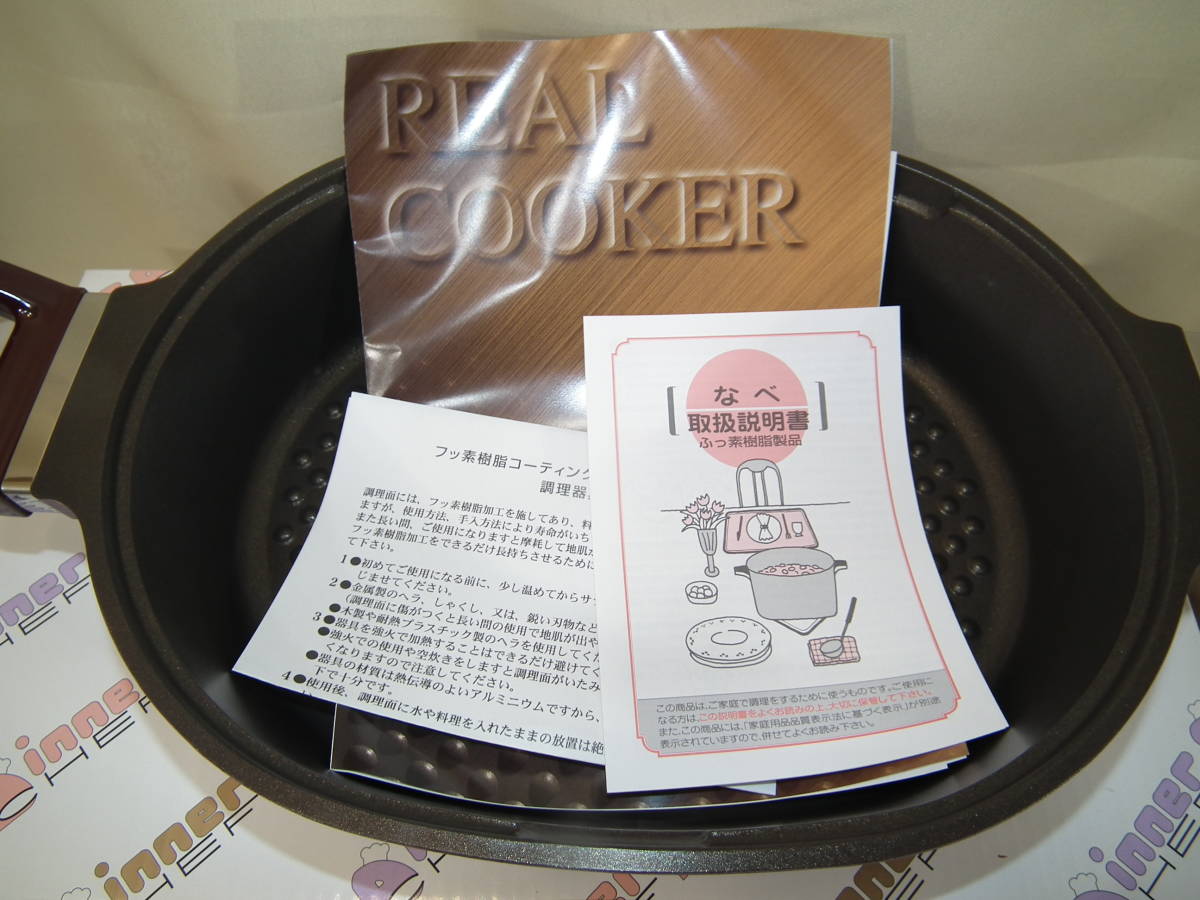 REAL
COOKER
なべ
取扱説明書
ふっ素樹脂製品
この商品は、ご家庭で調理をするために使うものです。ご使用に
なる方は、この説明書をよくお読みの上、大切に保管して下さい。
また、この商品には、「家庭用品品質表示法に基づく表示」が別途
表示されていますので、併せてよくお読み下さい。
フッ素樹脂コーティング
調理器
調理面には、フッ素樹脂加工を施してあり、料
ますが、使用方法、手入方法により寿命がいち
また長い間、ご使用になりますと摩耗して地肌が
フッ素樹脂加工をできるだけ長持ちさせるために
て下さい。
1●初めてご使用になる前に、少し温めてからサ
じませてください。
2●金属製のヘラ、しゃくし、又は、鋭い刃物など
(調理面に傷がつくと長い間の使用で地肌が出や
●木製や耐熱プラスチック製のヘラを使用してくだ
3●器具を強火で加熱することはできるだけ避けてく
●強火での使用や空炊きをしますと調理面がいたみ
くなりますので注意してください。
●器具の材質は熱伝導のよいアルミニウムですから、
下で十分です。
4●使用後、調理面に水や料理を入れたままの放置は絶
inner
inner
inner